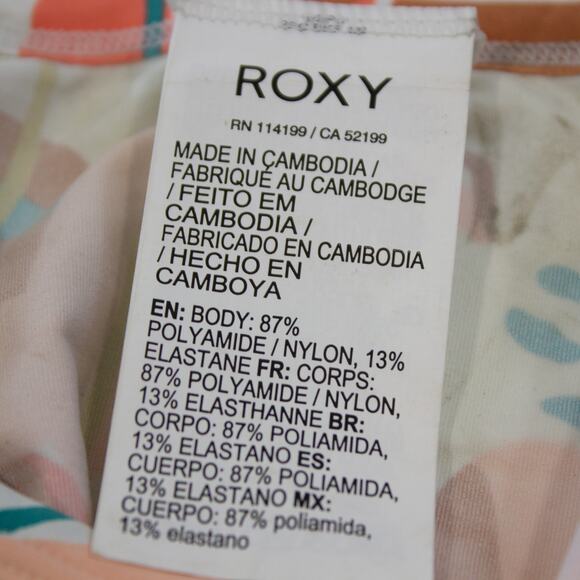 ROXY
RN 114199 / CA 52199
MADE IN CAMBODIA /
FABRIQUÉ AU CAMBODGE
/ FEITO EM
CAMBODIA /
FABRICADO EN CAMBODIA
/ HECHO EN
CAMBOYA
EN: BODY: 87%
POLYAMIDE / NYLON, 13%
ELASTANE FR: CORPS:
87% POLYAMIDE / NYLON,
13% ELASTHANNE BR:
CORPO: 87% POLIAMIDA,
13% ELASTANO ES:
CUERPO: 87% POLIAMIDA,
13% ELASTANO MX:
CUERPO: 87% poliamida,
13% elastano